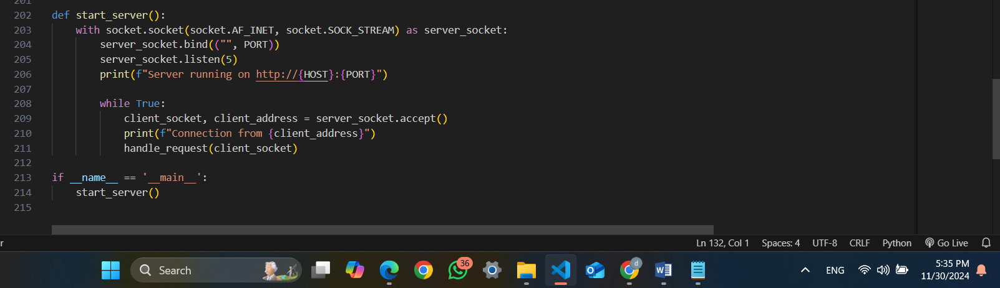 201
202 def start_server():
203     with socket.socket(socket.AF_INET, socket.SOCK_STREAM) as server_socket:
204         server_socket.bind(("", PORT))
205         server_socket.listen(5)
206         print(f"Server running on http://{HOST}:{PORT}")
207
208         while True:
209             client_socket, client_address = server_socket.accept()
210             print(f"Connection from {client_address}")
211             handle_request(client_socket)
212
213 if __name__ == '__main__':
214     start_server()
215
r Ln 132, Col 1 Spaces: 4 UTF-8 CRLF Python Go Live
Search 36 d W ENG 5:35 PM
11/30/2024